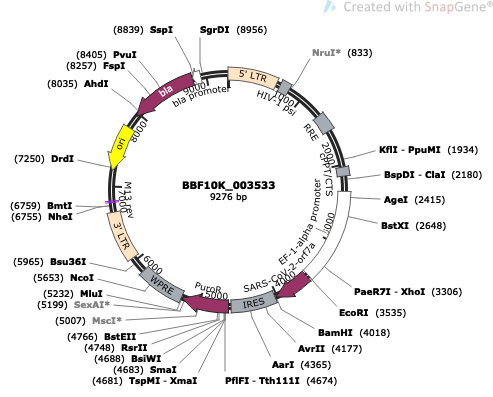 Created with SnapGene®
(8839) SspI
SgrDI (8956)
(8405) PvuI
(8257) FspI
(8035) AhdI
NruI* (833)
5' LTR
bla
bla promoter
9000
HIV-1 psi
1000
8000
RRE
2000
cPPT/CTS
ori
KflI - PpuMI (1934)
(7250) DrdI
BspDI - ClaI (2180)
AgeI (2415)
M13 rev
7000
BBF10K_003533
9276 bp
(6759) BmtI
(6755) NheI
BstXI (2648)
EF-1-alpha promoter
3' LTR
(5965) Bsu36I
6000
(5653) NcoI
PaeR7I - XhoI (3306)
SARS-CoV-2-orf7a
4000
WPRE
PuroR
5000
IRES
(5232) MluI
(5199) SexAI*
EcoRI (3535)
(5007) MscI*
BamHI (4018)
(4766) BstEII
(4748) RsrII
AvrII (4177)
(4688) BsiWI
(4683) SmaI
AarI (4365)
(4681) TspMI - XmaI
PflFI - Tth111I (4674)